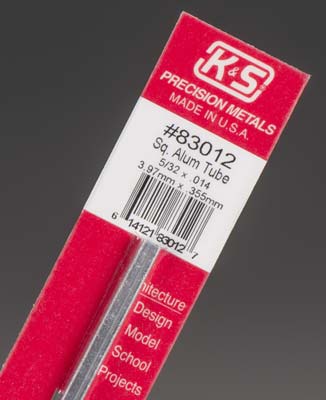 K&S
PRECISION METALS
MADE IN U.S.A.
#83012
Sq. Alum Tube
5/32 x .014
3.97mm x .355mm
6 14121 83012 7
hitecture
Design
Model
School
Projects